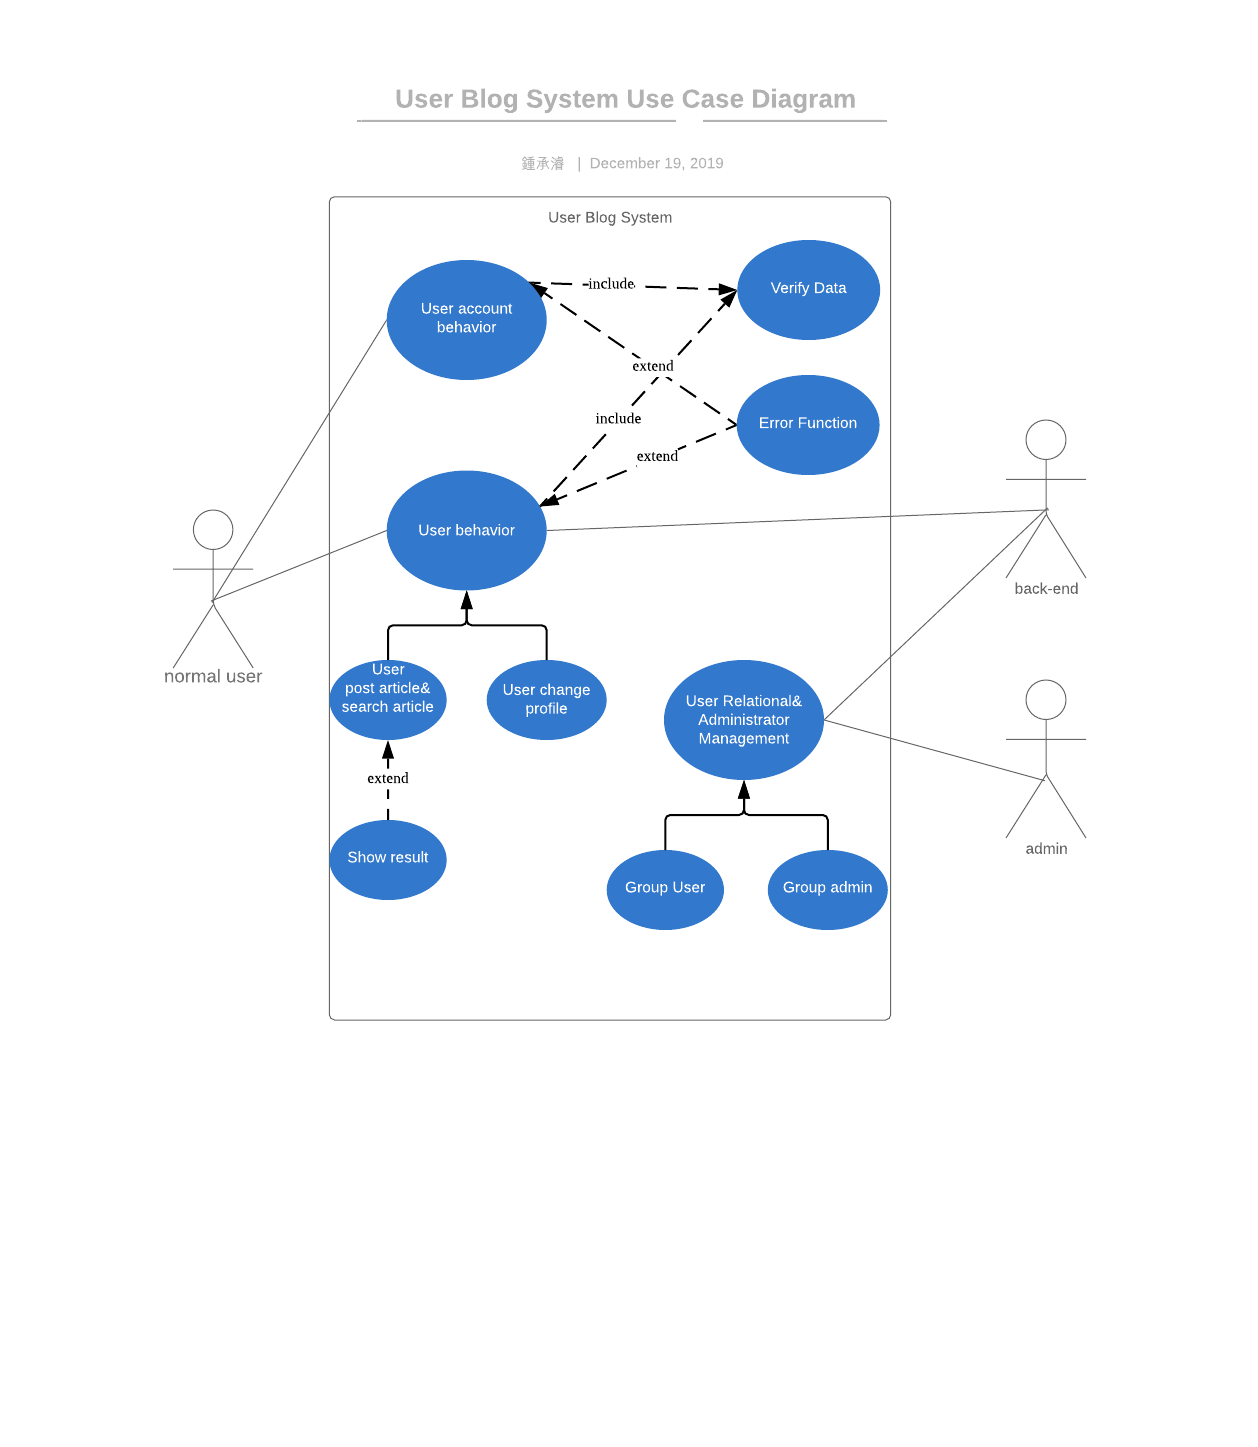 User Blog System Use Case Diagram
鍾承濬 | December 19, 2019
User Blog System
User account
behavior
include
Verify Data
extend
include
Error Function
extend
User behavior
back-end
normal user
User
post article&
search article
User change
profile
User Relational&
Administrator
Management
extend
admin
Show result
Group User
Group admin